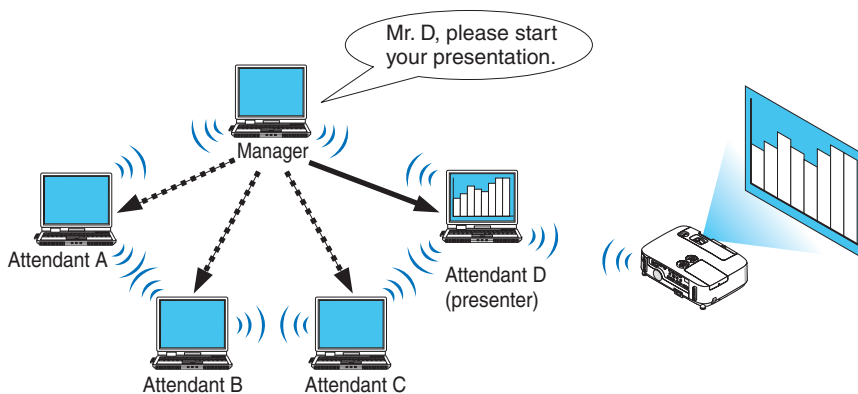 Mr. D, please start
your presentation.
Manager
Attendant A
Attendant D
(presenter)
Attendant B
Attendant C